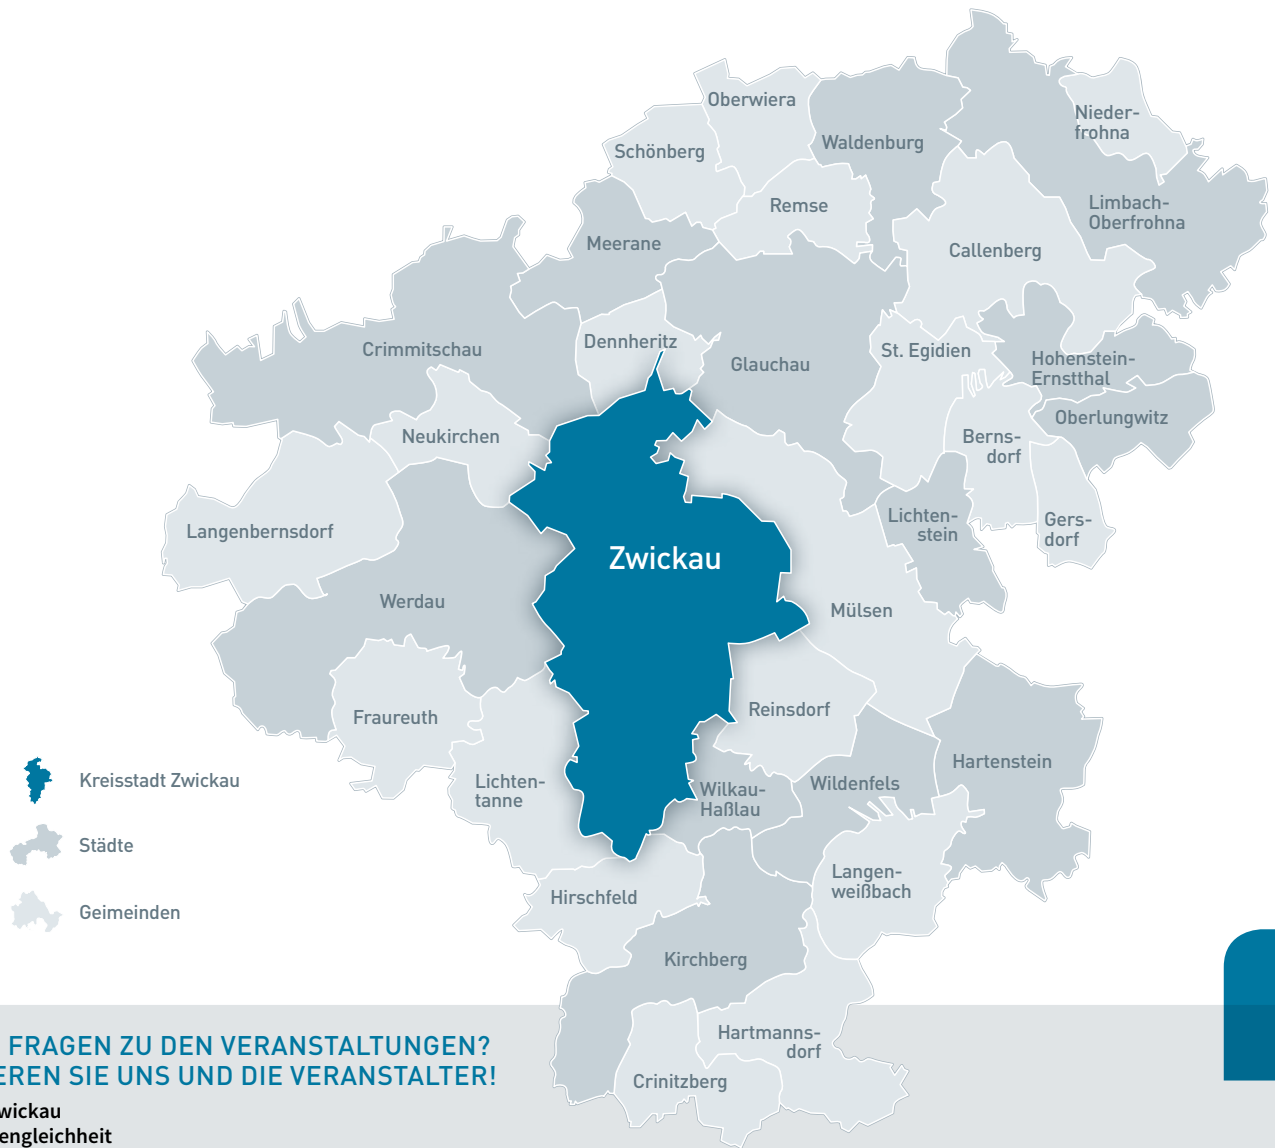 Oberwiera
Nieder-
frohna
Waldenburg
Schönberg
Remse
Limbach-
Oberfrohna
Meerane
Callenberg
Dennheritz
Crimmitschau
St. Egidien
Glauchau
Hohenstein-
Ernstthal
Oberlungwitz
Neukirchen
Berns-
dorf
Langenbernsdorf
Lichten-
stein
Gers-
dorf
Zwickau
Werdau
Mülsen
Fraureuth
Reinsdorf
Hartenstein
Lichten-
tanne
Wilkau-
Haßlau
Wildenfels
Langen-
weißbach
Hirschfeld
Kirchberg
Hartmanns-
dorf
Crinitzberg
Kreisstadt Zwickau
Städte
Geimeinden
FRAGEN ZU DEN VERANSTALTUNGEN?
EREN SIE UNS UND DIE VERANSTALTER!
wickau
engleichheit